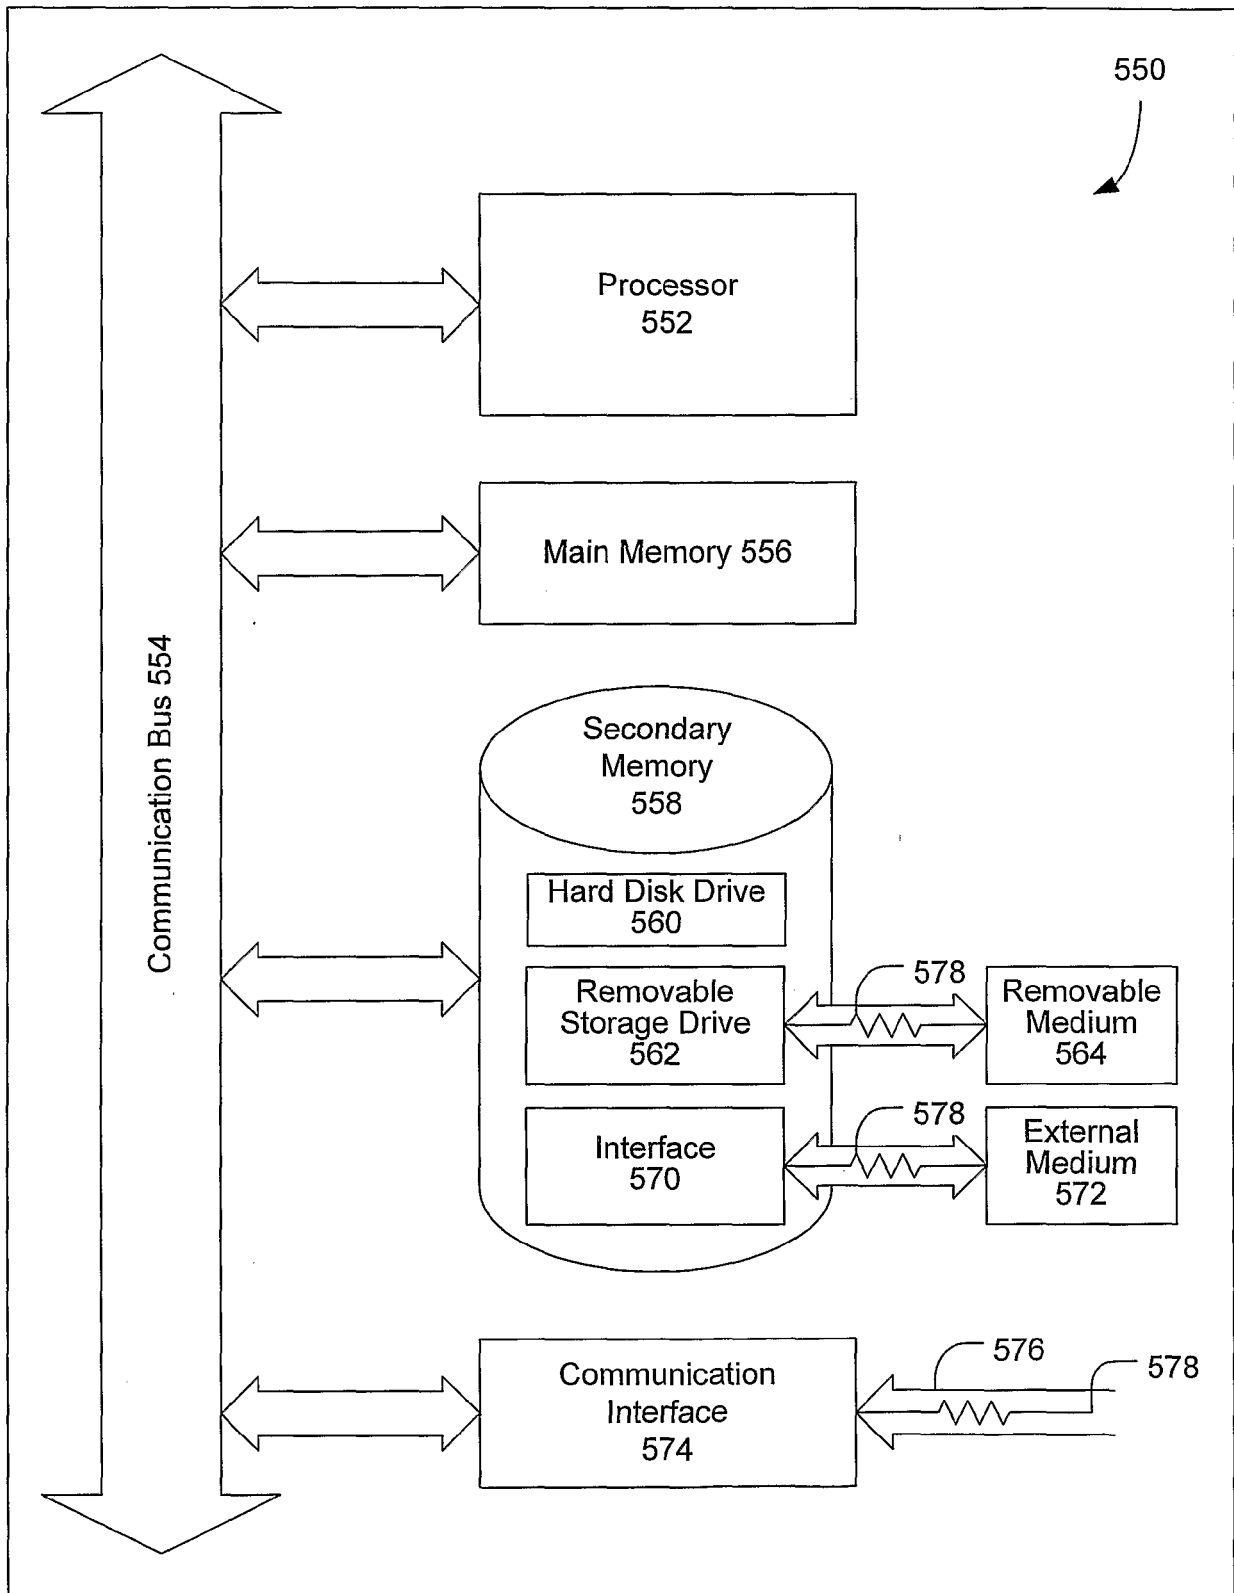 550
Processor
552
Main Memory 556
Communication Bus 554
Secondary
Memory
558
Hard Disk Drive
560
Removable
Storage Drive
562
578
Removable
Medium
564
Interface
570
578
External
Medium
572
Communication
Interface
574
576
578